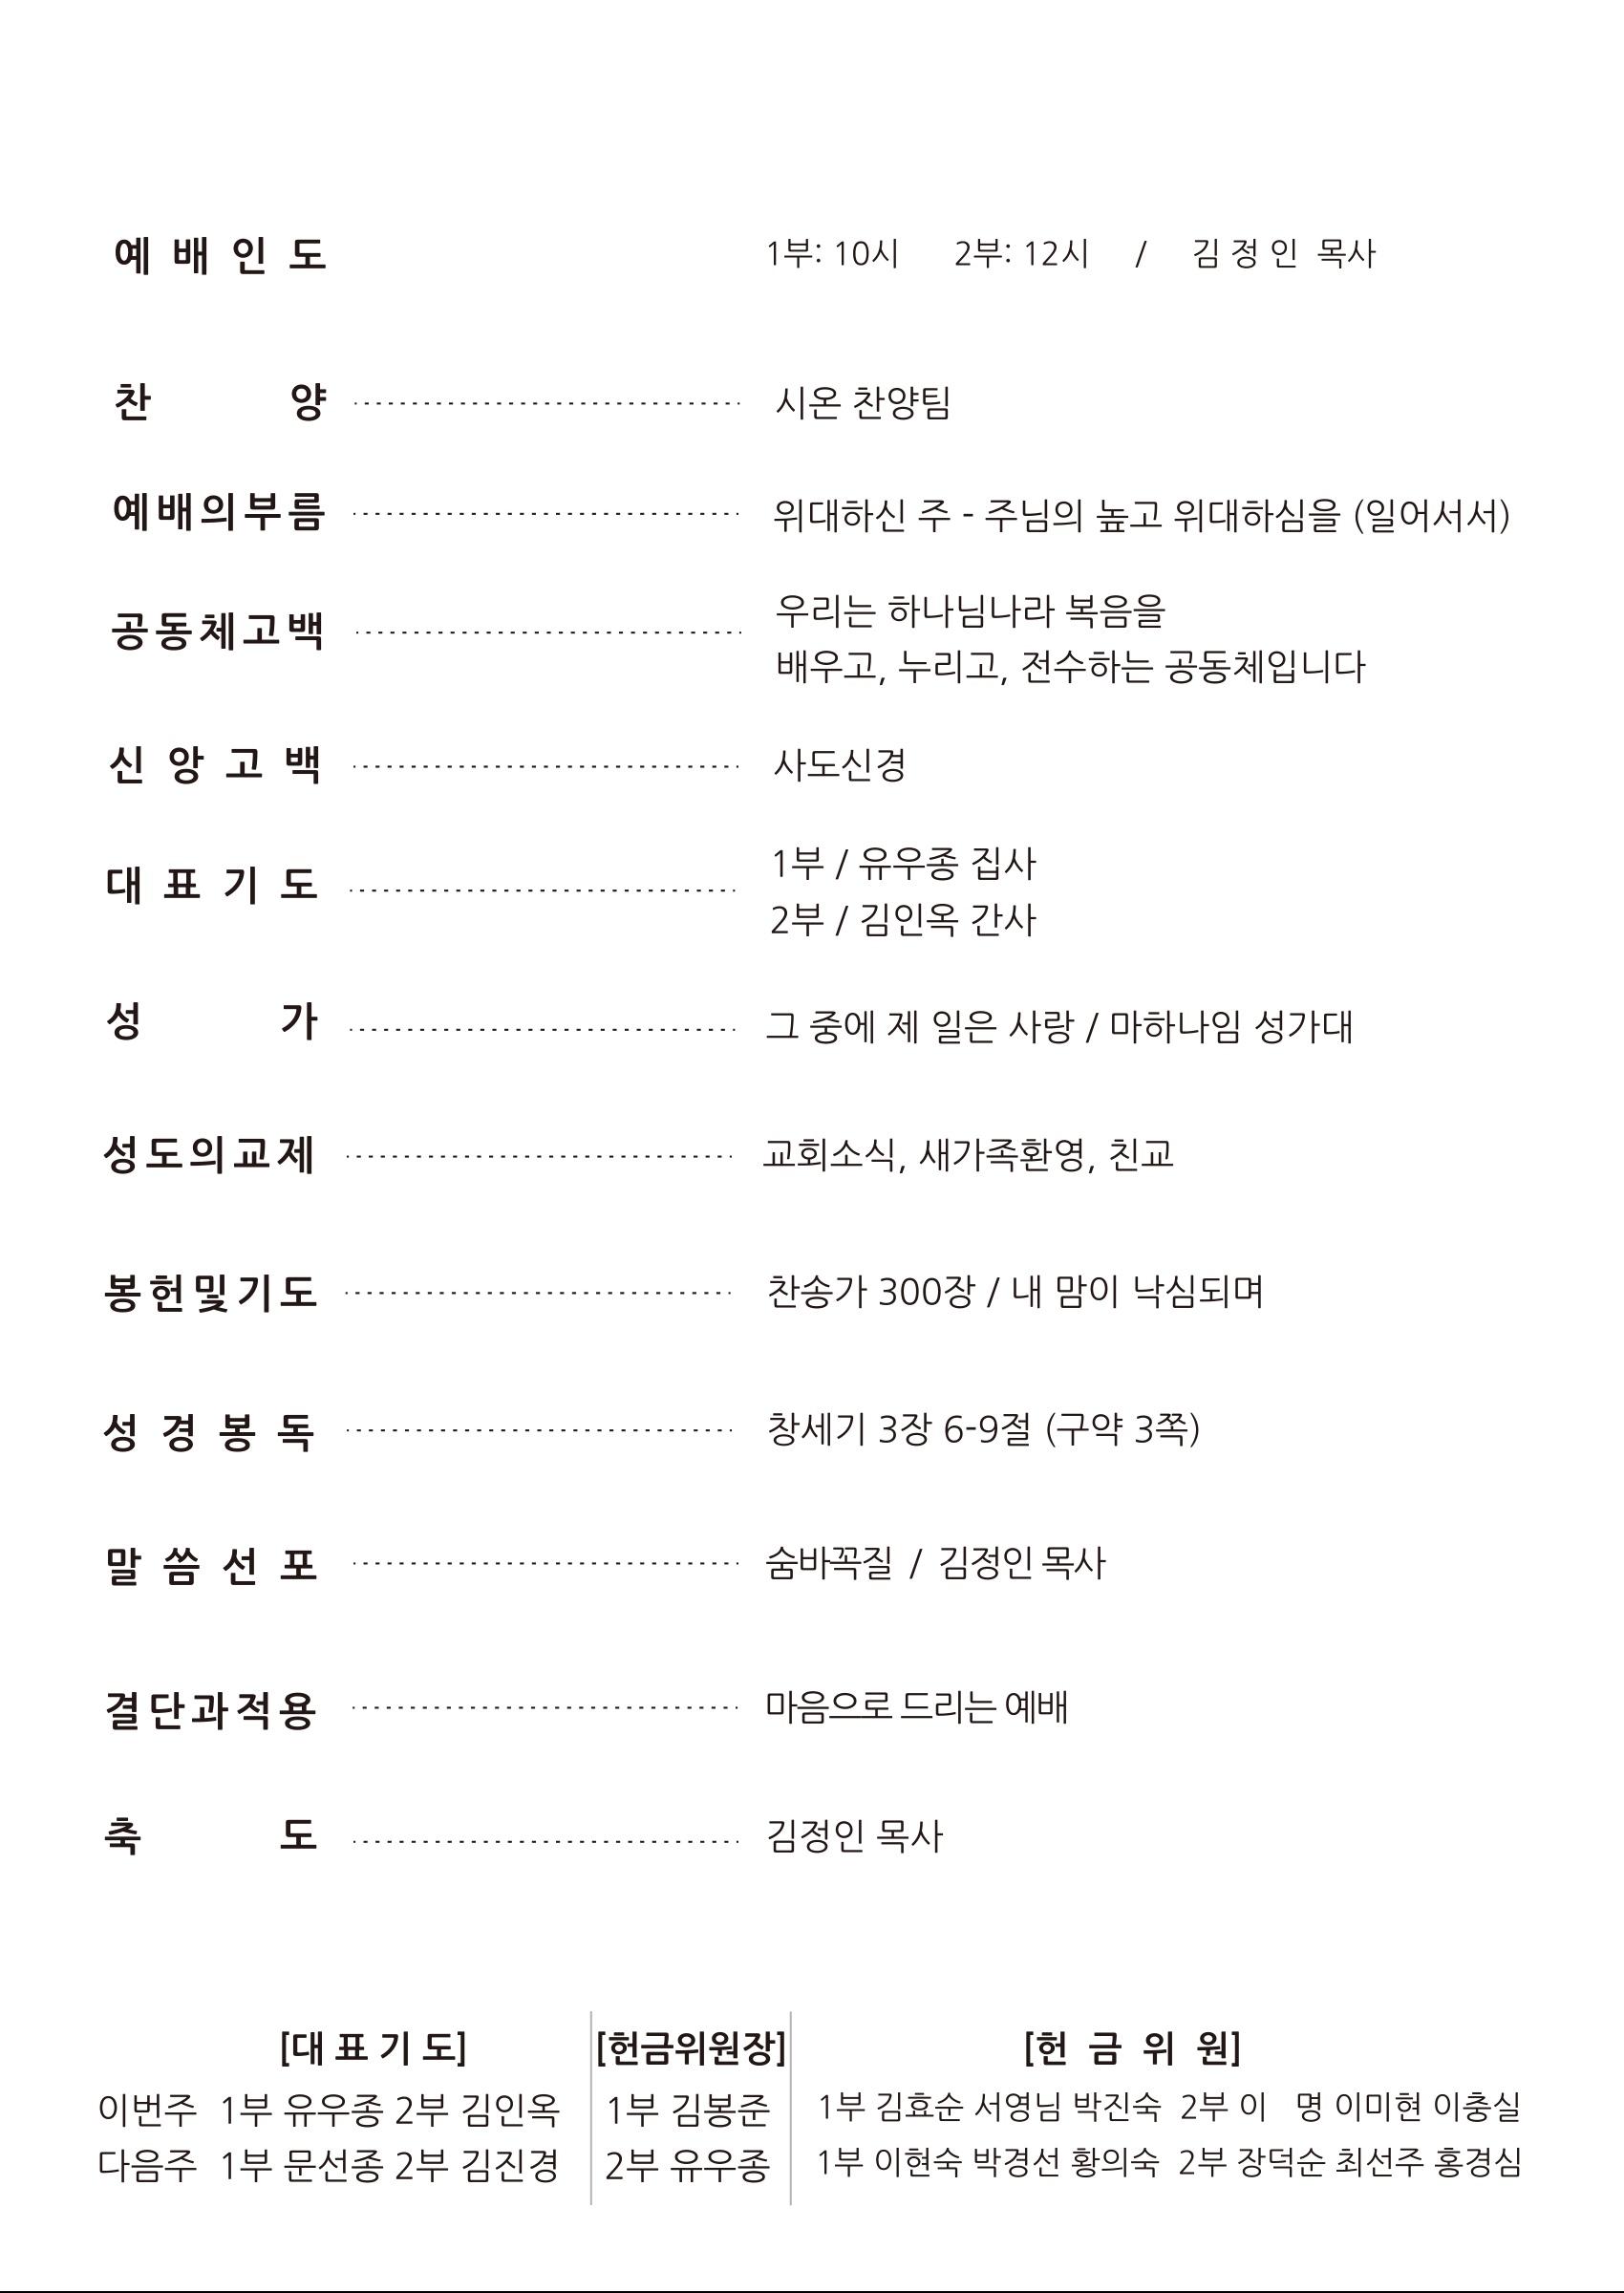 예 배 인 도 1부: 10시 2부: 12시 / 김 정 인 목사
찬 양 시온 찬양팀
예배의부름 위대하신 주 - 주님의 높고 위대하심을 (일어서서)
공동체고백 우리는 하나님나라 복음을
배우고, 누리고, 전수하는 공동체입니다
신 앙 고 백 사도신경
대 표 기 도 1부 / 유우종 집사
2부 / 김인옥 간사
성 가 그 중에 제 일은 사랑 / 마하나임 성가대
성도의교제 교회소식, 새가족환영, 친교
봉헌및기도 찬송가 300장 / 내 맘이 낙심되며
성 경 봉 독 창세기 3장 6-9절 (구약 3쪽)
말 씀 선 포 숨바꼭질 / 김정인 목사
결단과적용 마음으로 드리는 예배
축 도 김정인 목사
[대 표 기 도] [헌금위원장] [헌 금 위 원]
이번주 1부 유우종 2부 김인옥 1부 김봉준 1부 김효순 서영님 박진숙 2부 이 명 이미현 이충실
다음주 1부 문선종 2부 김진경 2부 유우종 1부 이현숙 박경선 황의숙 2부 장덕순 최선주 홍경심